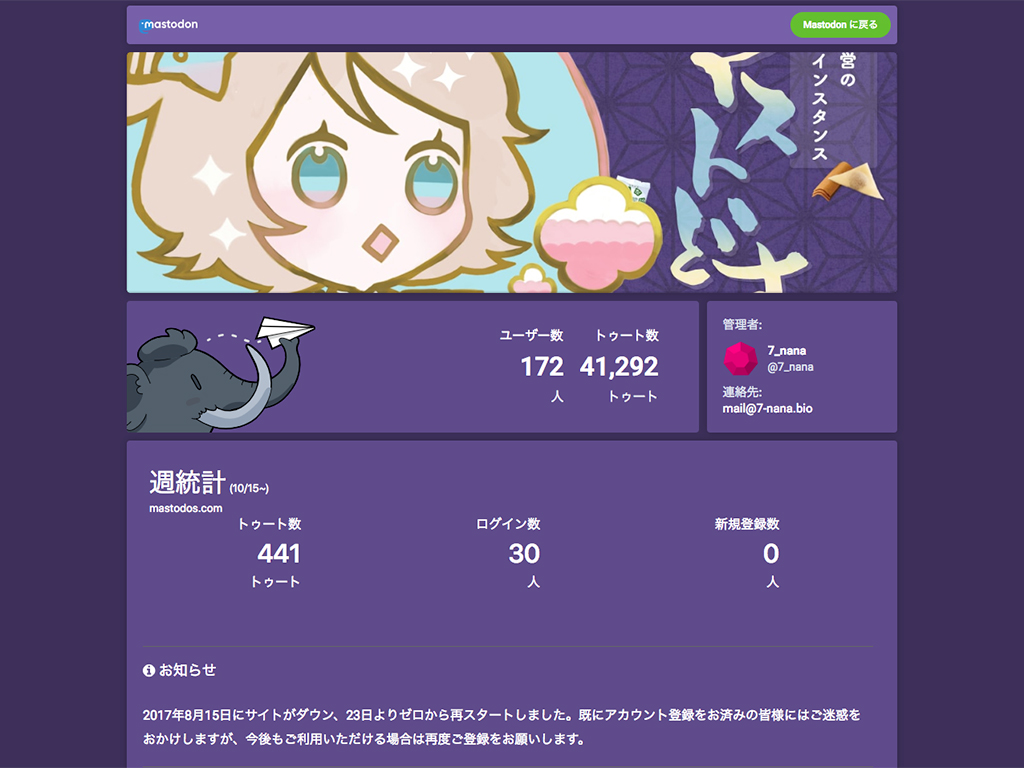 mastodon
Mastodon に戻る
営の
インスタンス
ストドす
ユーザー数
トゥート数
172
41,292
人
トゥート
管理者:
7_nana
@7_nana
連絡先:
mail@7-nana.bio
週統計 (10/15~)
mastodos.com
トゥート数
ログイン数
新規登録数
441
30
0
トゥート
人
人
お知らせ
2017年8月15日にサイトがダウン、23日よりゼロから再スタートしました。既にアカウント登録をお済みの皆様にはご迷惑を
おかけしますが、今後もご利用いただける場合は再度ご登録をお願いします。